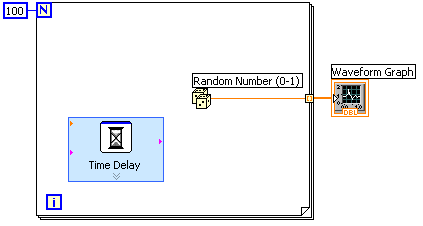 100 N
Random Number (0-1)
Waveform Graph
DBL
Time Delay
i